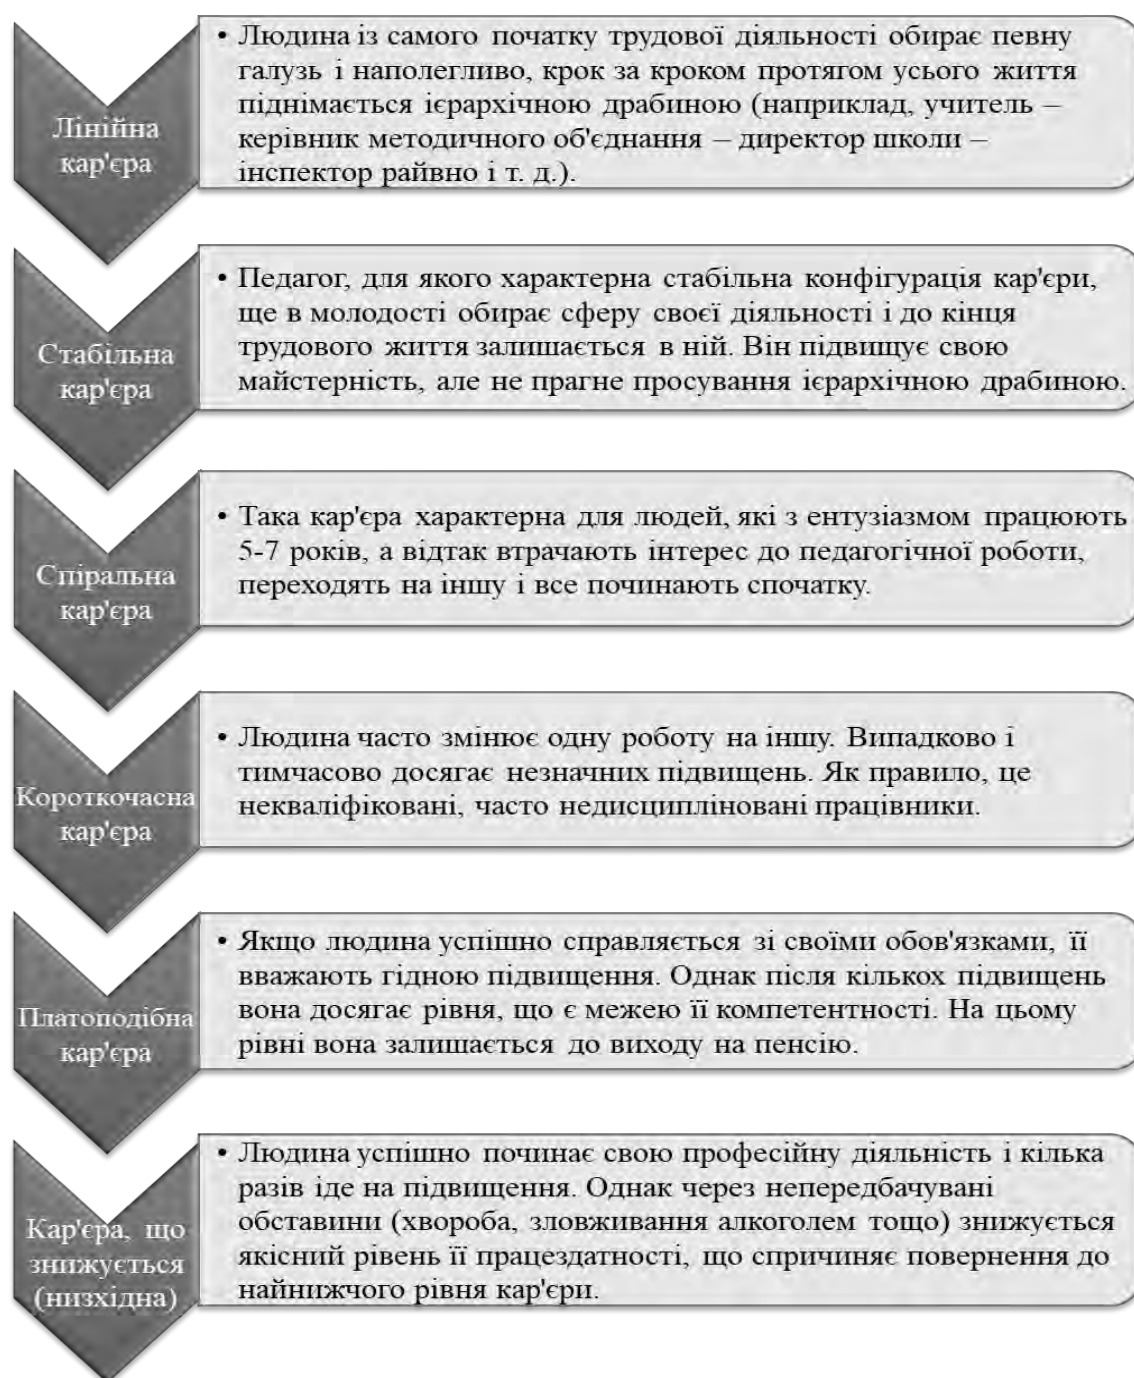 Лінійна
кар'єра
• Людина із самого початку трудової діяльності обирає певну
галузь і наполегливо, крок за кроком протягом усього життя
піднімається ієрархічною драбиною (наприклад, учитель –
керівник методичного об'єднання – директор школи –
інспектор райвно і т. д.).
Стабільна
кар'єра
• Педагог, для якого характерна стабільна конфігурація кар'єри,
ще в молодості обирає сферу своєї діяльності і до кінця
трудового життя залишається в ній. Він підвищує свою
майстерність, але не прагне просування ієрархічною драбиною.
Спіральна
кар'єра
• Така кар'єра характерна для людей, які з ентузіазмом працюють
5-7 років, а відтак втрачають інтерес до педагогічної роботи,
переходять на іншу і все починають спочатку.
Короткочасна
кар'єра
• Людина часто змінює одну роботу на іншу. Випадково і
тимчасово досягає незначних підвищень. Як правило, це
некваліфіковані, часто недисципліновані працівники.
Платоподібна
кар'єра
• Якщо людина успішно справляється зі своїми обов'язками, її
вважають гідною підвищення. Однак після кількох підвищень
вона досягає рівня, що є межею її компетентності. На цьому
рівні вона залишається до виходу на пенсію.
Кар'єра, що
знижується
(низхідна)
• Людина успішно починає свою професійну діяльність і кілька
разів іде на підвищення. Однак через непередбачувані
обставини (хвороба, зловживання алкоголем тощо) знижується
якісний рівень її працездатності, що спричиняє повернення до
найнижчого рівня кар'єри.